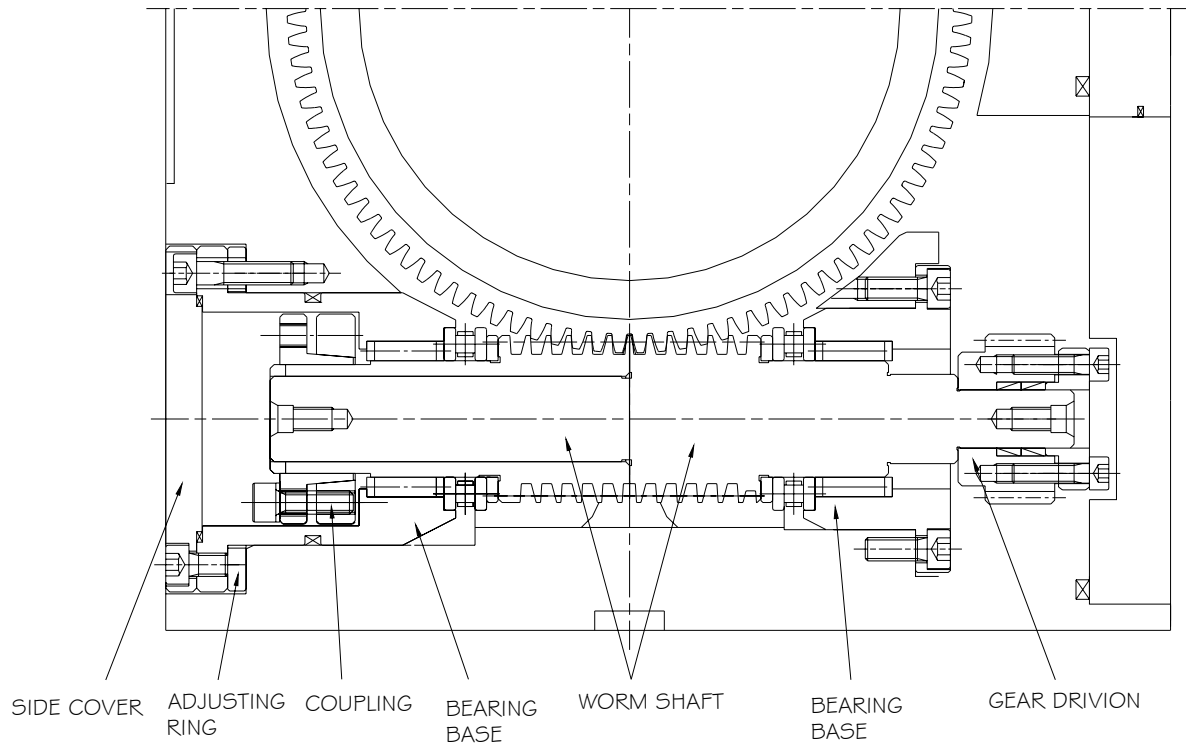 SIDE COVER
ADJUSTING
RING
COUPLING
BEARING
BASE
WORM SHAFT
BEARING
BASE
GEAR DRIVION